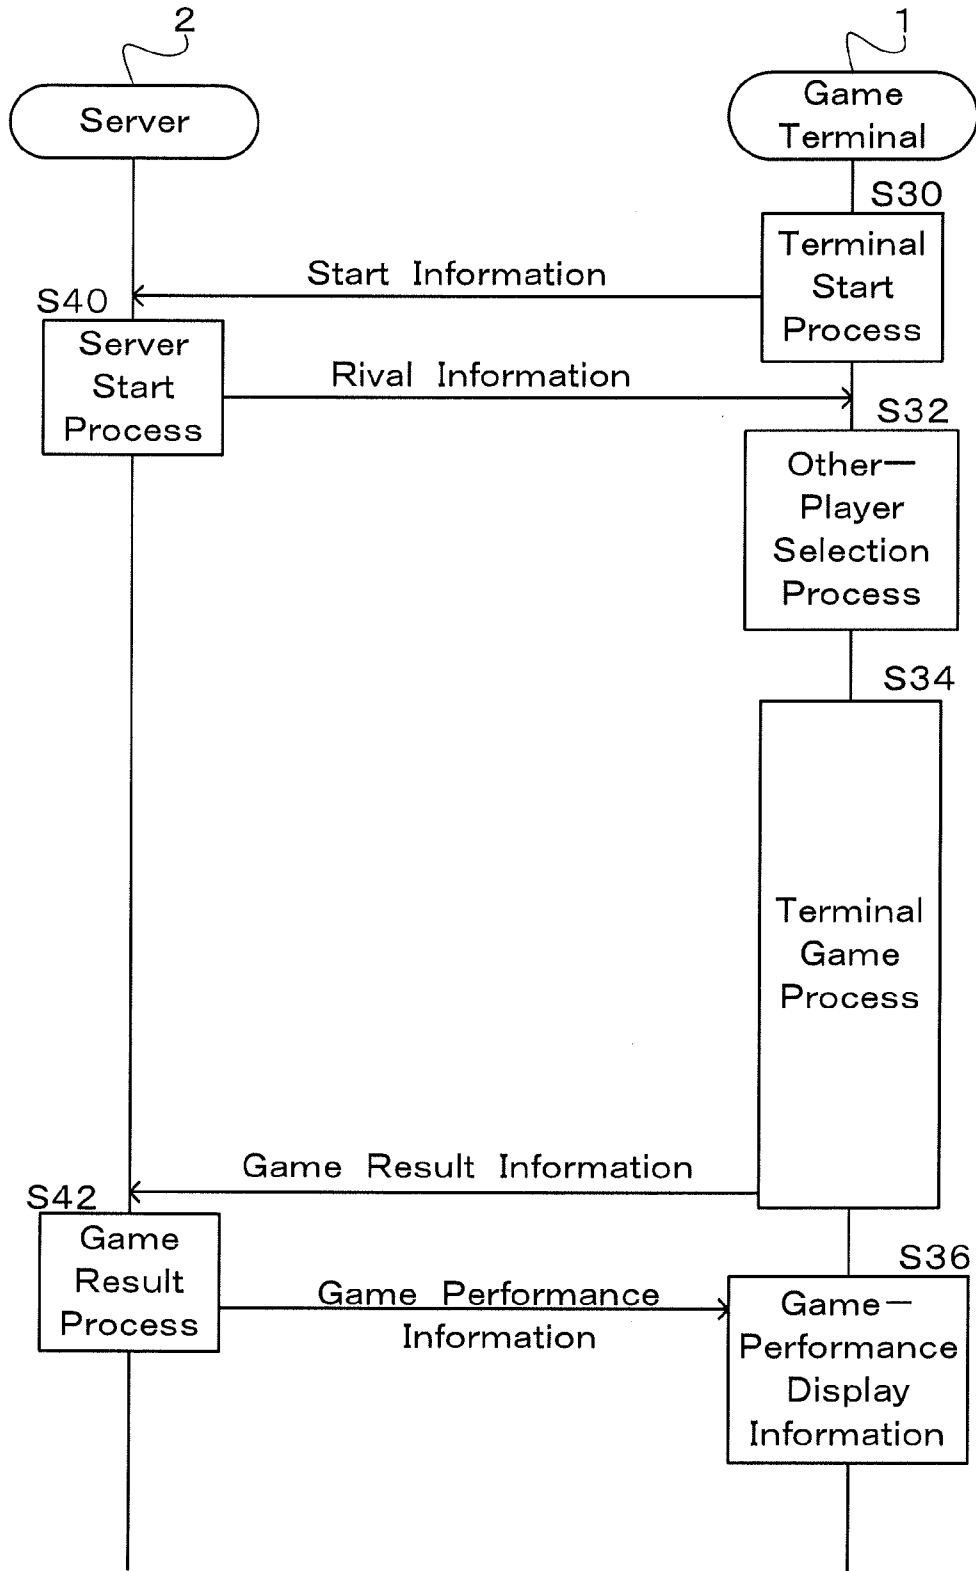 2
1
Server
Game
Terminal
S30
Terminal
Start
Process
Start Information
S40
Server
Start
Process
Rival Information
S32
Other—
Player
Selection
Process
S34
Terminal
Game
Process
Game Result Information
S42
Game
Result
Process
Game Performance
Information
S36
Game—
Performance
Display
Information